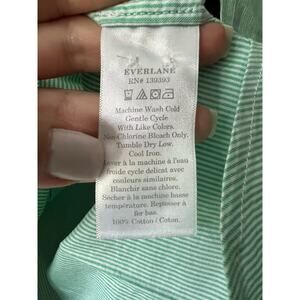 EVERLANE
RN# 139393
Machine Wash Cold
Gentle Cycle
With Like Colors.
Non-Chlorine Bleach Only.
Tumble Dry Low.
Cool Iron.
Laver à la machine à l'eau
froide cycle delicat avec
couleurs similaires.
Blanchir sans chlore.
Sécher à la machine basse
température. Repasser à
fer bas.
100% Cotton / Coton.